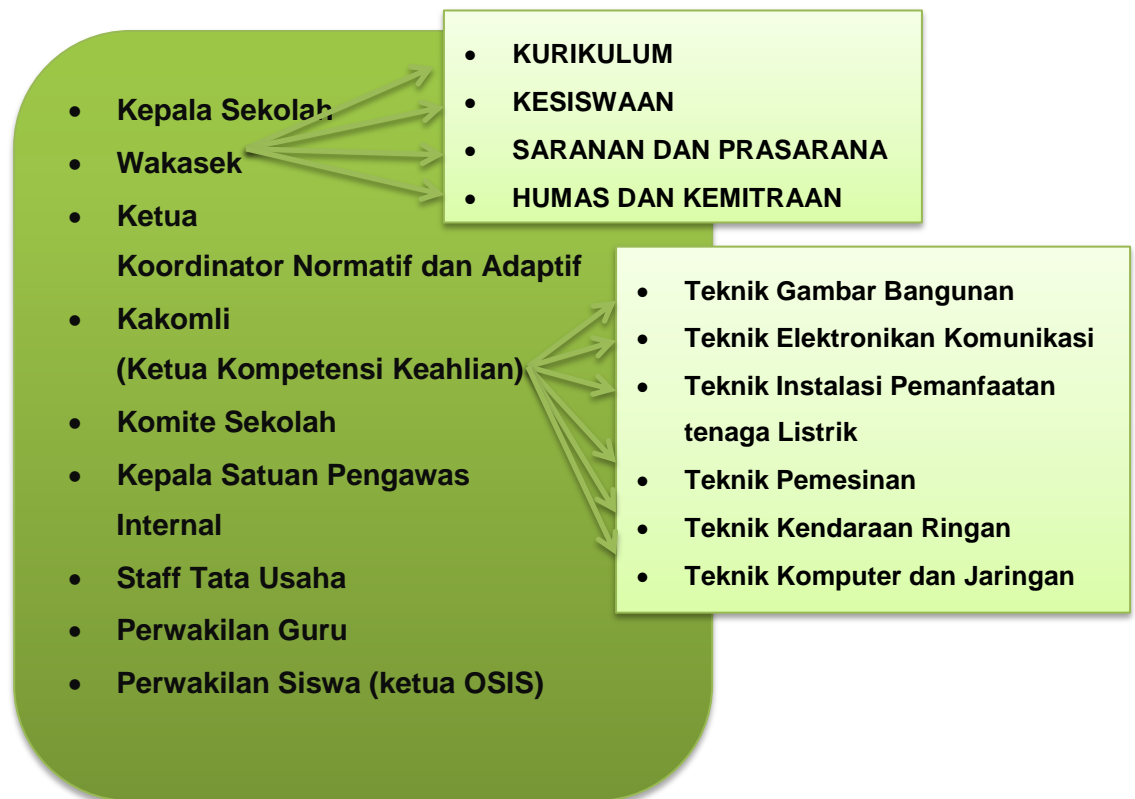 • Kepala Sekolah
• Wakasek
• Ketua
Koordinator Normatif dan Adaptif
• Kakomli
(Ketua Kompetensi Keahlian)
• Komite Sekolah
• Kepala Satuan Pengawas
Internal
• Staff Tata Usaha
• Perwakilan Guru
• Perwakilan Siswa (ketua OSIS)
• KURIKULUM
• KESISWAAN
• SARANAN DAN PRASARANA
• HUMAS DAN KEMITRAAN
• Teknik Gambar Bangunan
• Teknik Elektronikan Komunikasi
• Teknik Instalasi Pemanfaatan
tenaga Listrik
• Teknik Pemesinan
• Teknik Kendaraan Ringan
• Teknik Komputer dan Jaringan